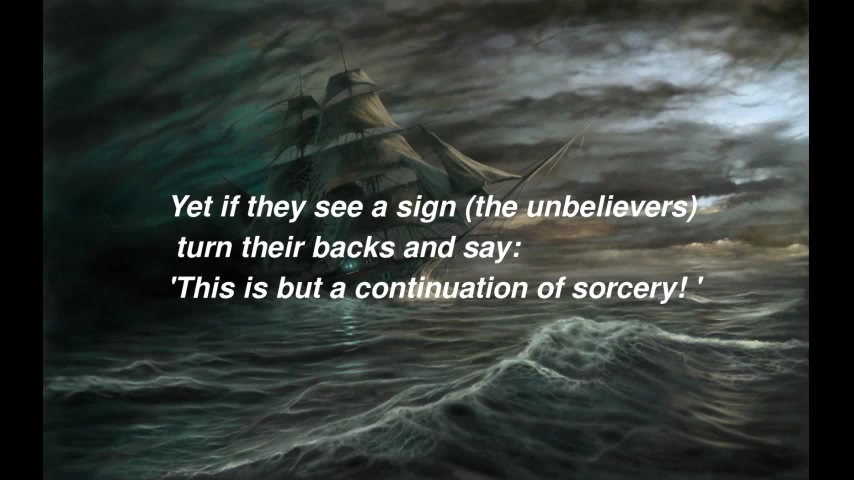 Yet if they see a sign (the unbelievers)
turn their backs and say:
'This is but a continuation of sorcery! '